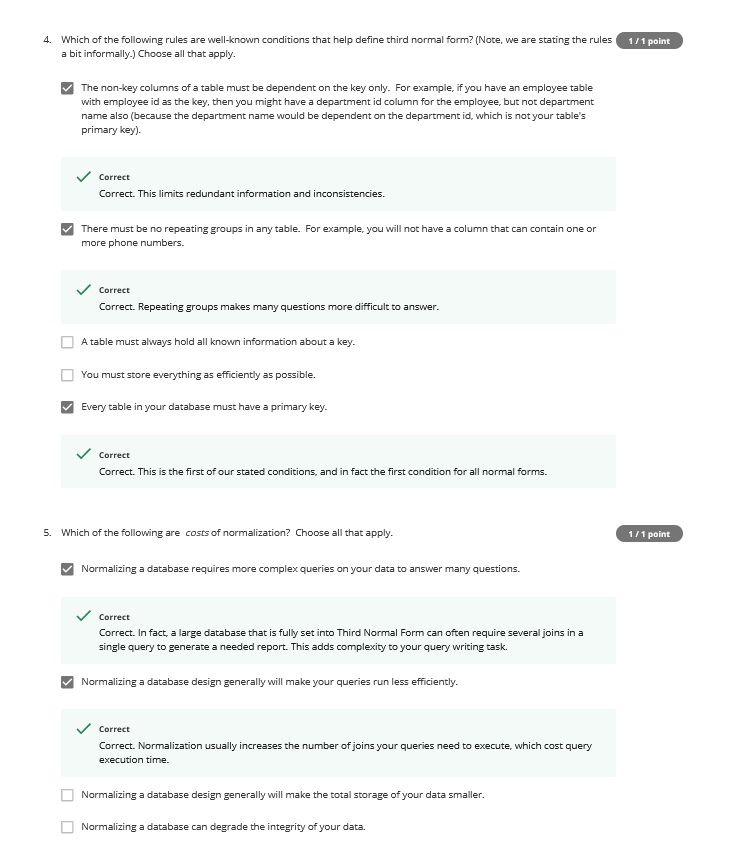 4. Which of the following rules are well-known conditions that help define third normal form? (Note, we are stating the rules
a bit informally.) Choose all that apply.
1 / 1 point
The non-key columns of a table must be dependent on the key only. For example, if you have an employee table
with employee id as the key, then you might have a department id column for the employee, but not department
name also (because the department name would be dependent on the department id, which is not your table's
primary key).
Correct
Correct. This limits redundant information and inconsistencies.
There must be no repeating groups in any table. For example, you will not have a column that can contain one or
more phone numbers.
Correct
Correct. Repeating groups makes many questions more difficult to answer.
A table must always hold all known information about a key.
You must store everything as efficiently as possible.
Every table in your database must have a primary key.
Correct
Correct. This is the first of our stated conditions, and in fact the first condition for all normal forms.
5. Which of the following are costs of normalization? Choose all that apply.
1 / 1 point
Normalizing a database requires more complex queries on your data to answer many questions.
Correct
Correct. In fact, a large database that is fully set into Third Normal Form can often require several joins in a
single query to generate a needed report. This adds complexity to your query writing task.
Normalizing a database design generally will make your queries run less efficiently.
Correct
Correct. Normalization usually increases the number of joins your queries need to execute, which cost query
execution time.
Normalizing a database design generally will make the total storage of your data smaller.
Normalizing a database can degrade the integrity of your data.